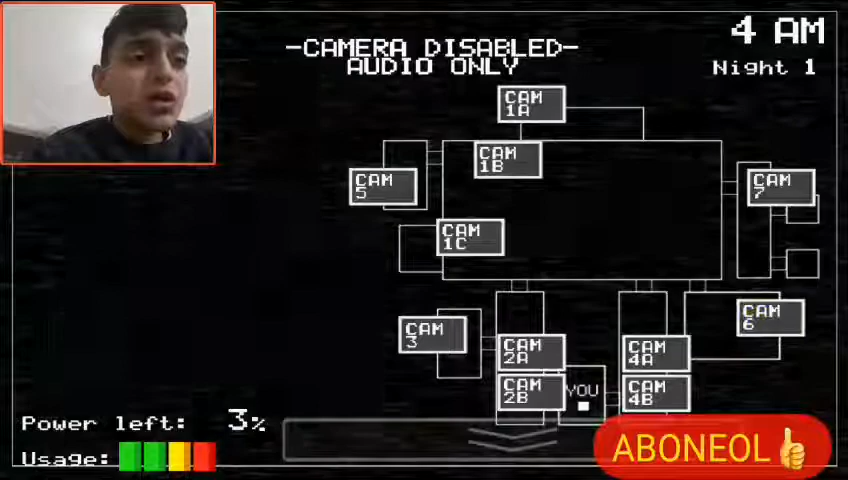 4 AM
-CAMERA DISABLED-
AUDIO ONLY
Night 1
CAM
1A
CAM
1B
CAM
5
CAM
7
CAM
1C
CAM
6
CAM
3
CAM
2A
CAM
4A
CAM
2B
YOU
CAM
4B
Power left: 3%
Usage:
ABONEOL